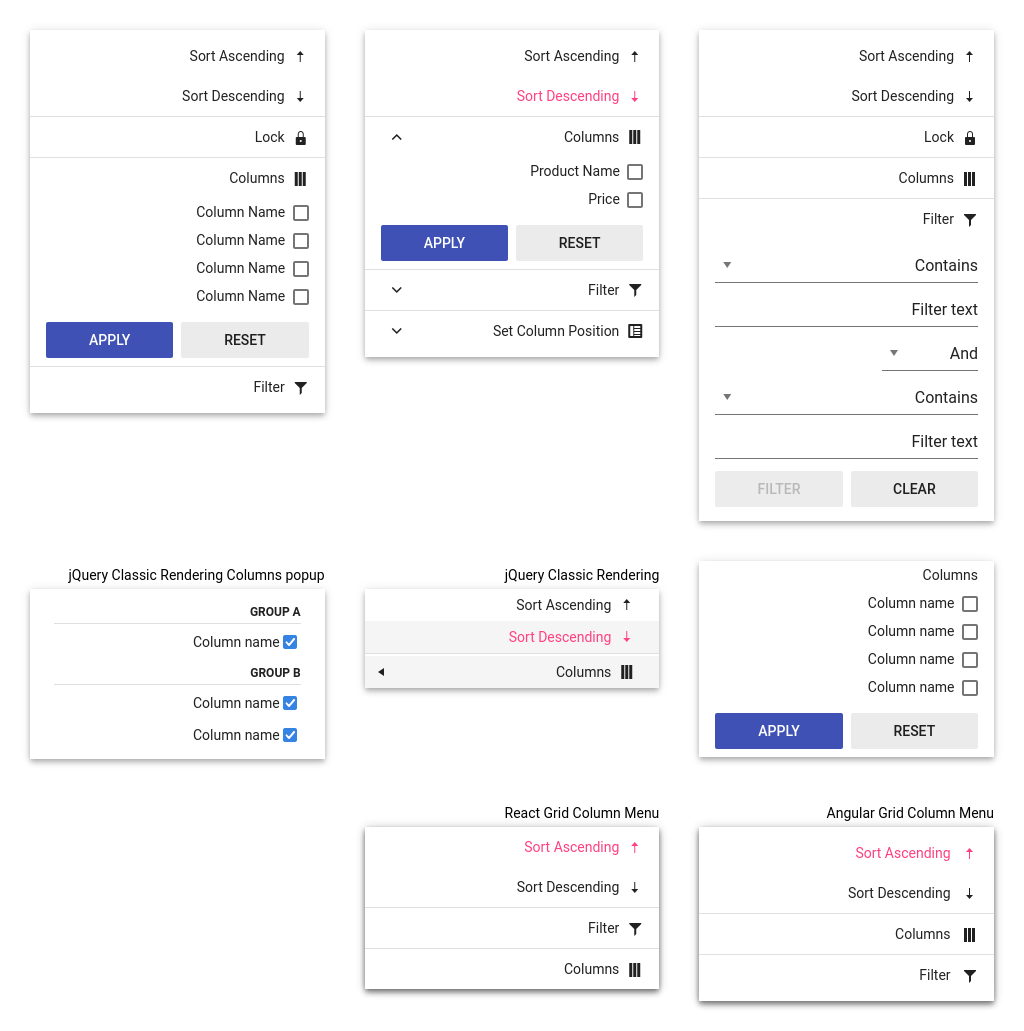 Sort Ascending
Sort Descending
Lock
Columns
Column Name
Column Name
Column Name
Column Name
APPLY
RESET
Filter
Sort Ascending
Sort Descending
Columns
Product Name
Price
APPLY
RESET
Filter
Set Column Position
Sort Ascending
Sort Descending
Lock
Columns
Filter
Contains
Filter text
And
Contains
Filter text
FILTER
CLEAR
jQuery Classic Rendering Columns popup
GROUP A
Column name
GROUP B
Column name
Column name
jQuery Classic Rendering
Sort Ascending
Sort Descending
Columns
Columns
Column name
Column name
Column name
Column name
APPLY
RESET
React Grid Column Menu
Sort Ascending
Sort Descending
Filter
Columns
Angular Grid Column Menu
Sort Ascending
Sort Descending
Columns
Filter